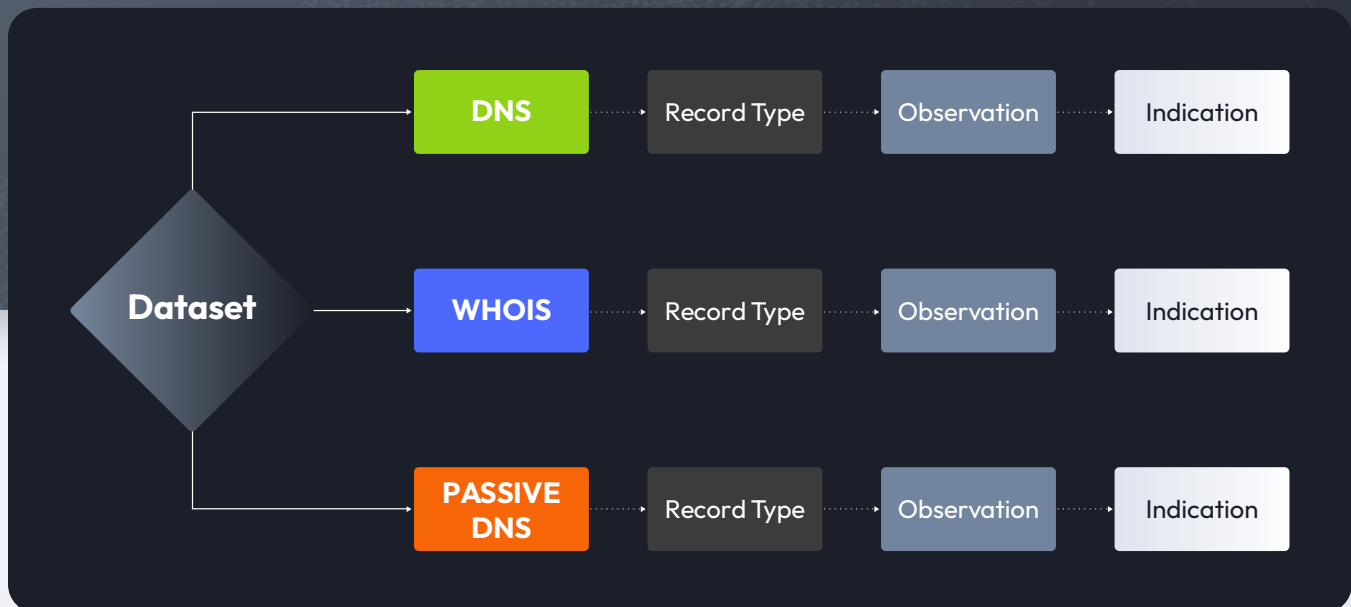 DNS
Record Type
Observation
Indication
Dataset
WHOIS
Record Type
Observation
Indication
PASSIVE
DNS
Record Type
Observation
Indication